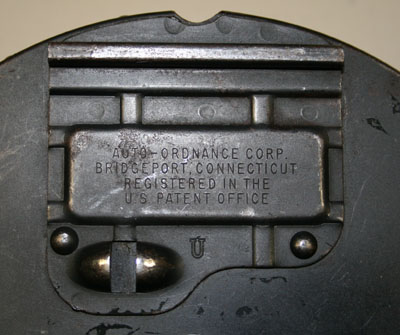 AUTO-ORDNANCE CORP.
BRIDGEPORT, CONNECTICUT
REGISTERED IN THE
U.S. PATENT OFFICE
U